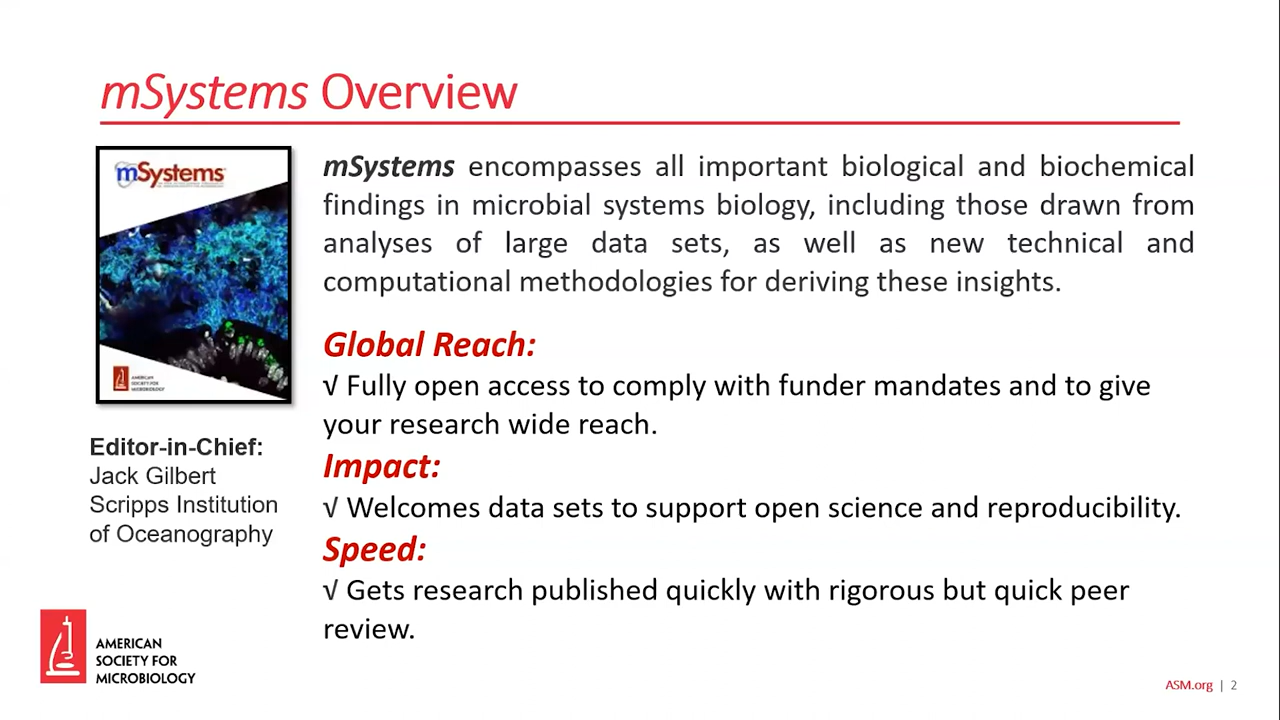 mSystems Overview
mSystems
AMERICAN
SOCIETY FOR
MICROBIOLOGY
mSystems encompasses all important biological and biochemical
findings in microbial systems biology, including those drawn from
analyses of large data sets, as well as new technical and
computational methodologies for deriving these insights.
Global Reach:
√ Fully open access to comply with funder mandates and to give
your research wide reach.
Impact:
√ Welcomes data sets to support open science and reproducibility.
Speed:
√ Gets research published quickly with rigorous but quick peer
review.
Editor-in-Chief:
Jack Gilbert
Scripps Institution
of Oceanography
AMERICAN
SOCIETY FOR
MICROBIOLOGY
ASM.org | 2